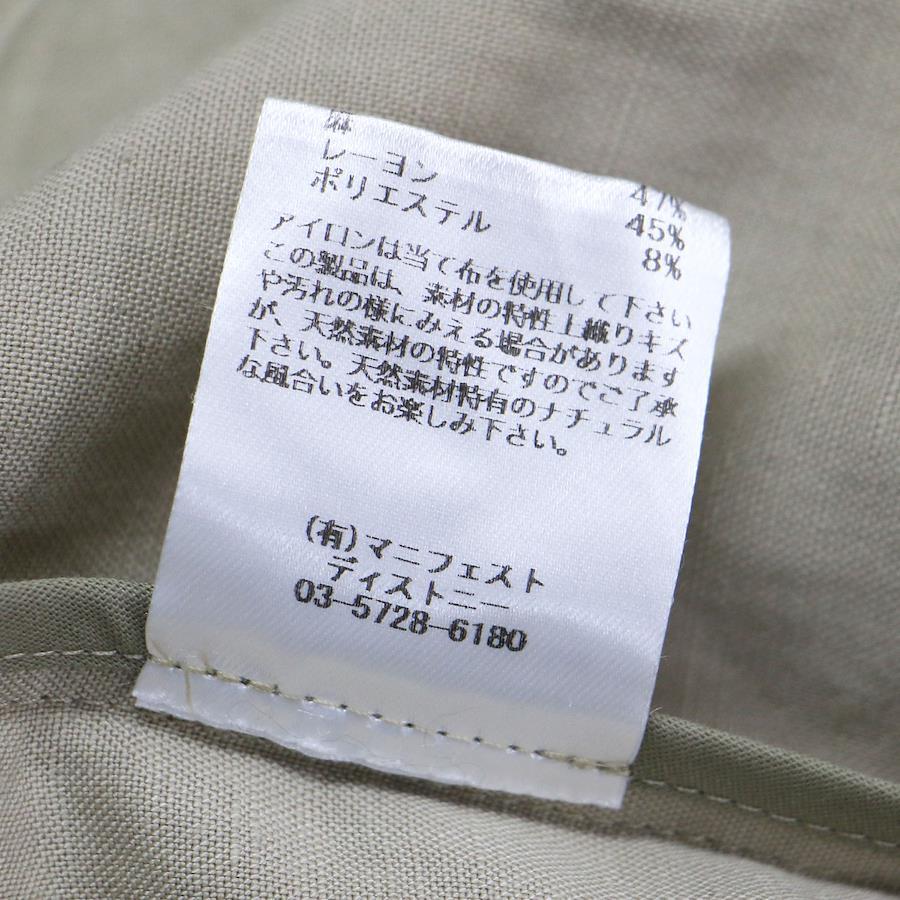 麻 47%
レーヨン 45%
ポリエステル 8%
アイロンは当て布を使用して下さい
この製品は、素材の特性上織りキズ
や汚れの様にみえる場合があります
が、天然素材の特性ですのでご了承
下さい。天然素材特有のナチュラル
な風合いをお楽しみ下さい。
(有)マニフェスト
ディストニー
03-5728-6180